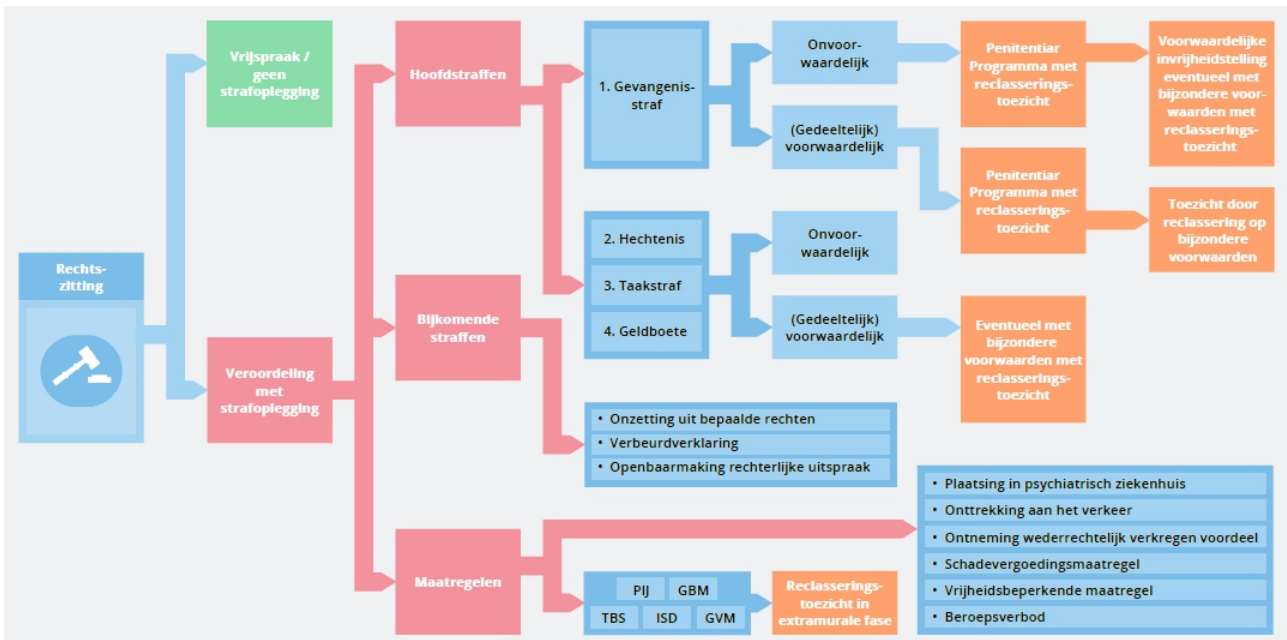 Rechts-
zitting
Vrijspraak /
geen
strafoplegging
Veroordeling
met
strafoplegging
Hoofdstraffen
Bijkomende
straffen
Maatregelen
1. Gevangenis-
straf
Onvoor-
waardelijk
(Gedeeltelijk)
voorwaardelijk
Penitentiar
Programma met
reclasserings-
toezicht
Voorwaardelijke
invrijheidstelling
eventueel met
bijzondere voor-
waarden met
reclasserings-
toezicht
Penitentiar
Programma met
reclasserings-
toezicht
Toezicht door
reclassering op
bijzondere
voorwaarden
2. Hechtenis
3. Taakstraf
4. Geldboete
Onvoor-
waardelijk
(Gedeeltelijk)
voorwaardelijk
Eventueel met
bijzondere
voorwaarden met
reclasserings-
toezicht
• Onzetting uit bepaalde rechten
• Verbeurdverklaring
• Openbaarmaking rechterlijke uitspraak
• Plaatsing in psychiatrisch ziekenhuis
• Onttrekking aan het verkeer
• Ontneming wederrechtelijk verkregen voordeel
• Schadevergoedingsmaatregel
• Vrijheidsbeperkende maatregel
• Beroepsverbod
PIJ GBM
TBS ISD GVM
Reclasserings-
toezicht in
extramurale fase